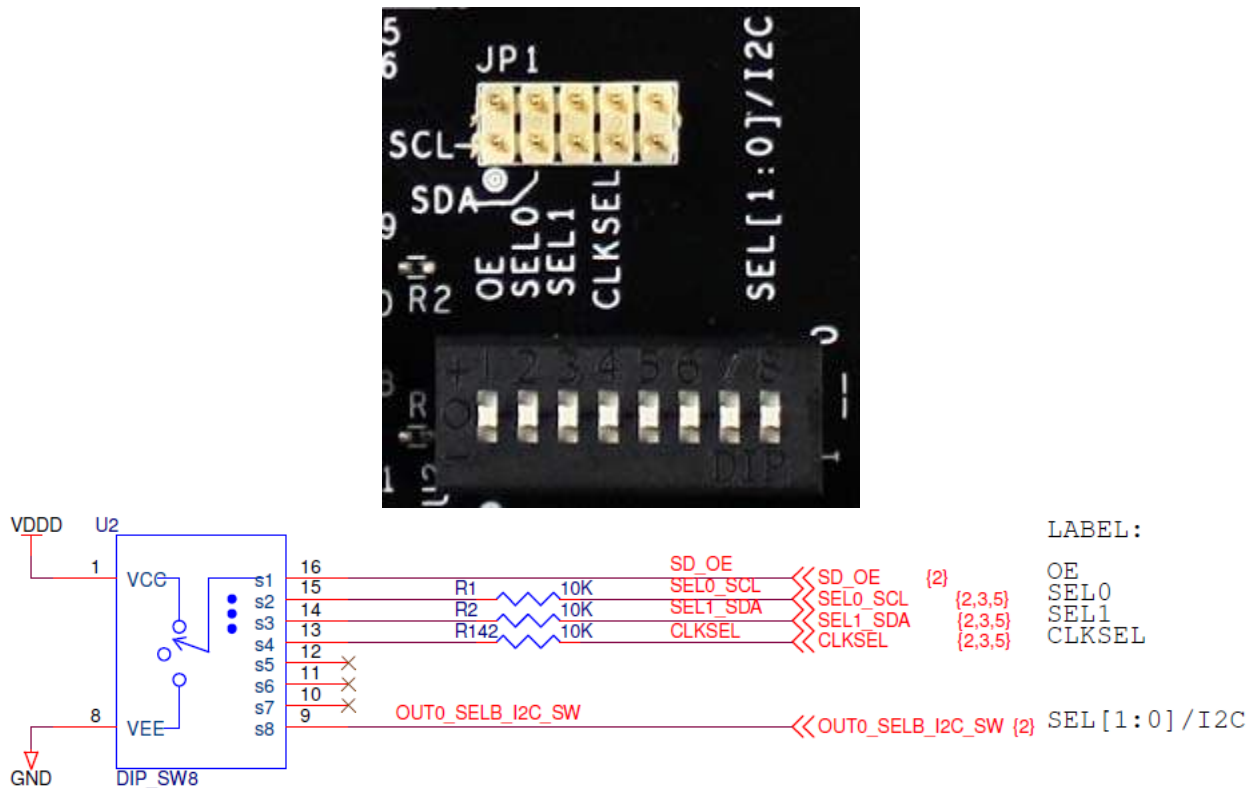 5
6
JP1
SCL
SDA
9
OE
SEL0
SEL1
CLKSEL
SEL[1:0]/I2C
R2
+ 1 2 3 4 5 6 7 8
O
R
-
DIP
1
VDDD
U2
1
VCC
8
VEE
GND
DIP_SW8
s1 16
s2 15
s3 14
s4 13
s5 12
s6 11
s7 10
s8 9
R1 10K
R2 10K
R142 10K
SD_OE
SEL0_SCL
SEL1_SDA
CLKSEL
OUT0_SELB_I2C_SW
SD_OE {2}
SEL0_SCL {2,3,5}
SEL1_SDA {2,3,5}
CLKSEL {2,3,5}
OUT0_SELB_I2C_SW {2}
LABEL:
OE
SEL0
SEL1
CLKSEL
SEL[1:0]/I2C